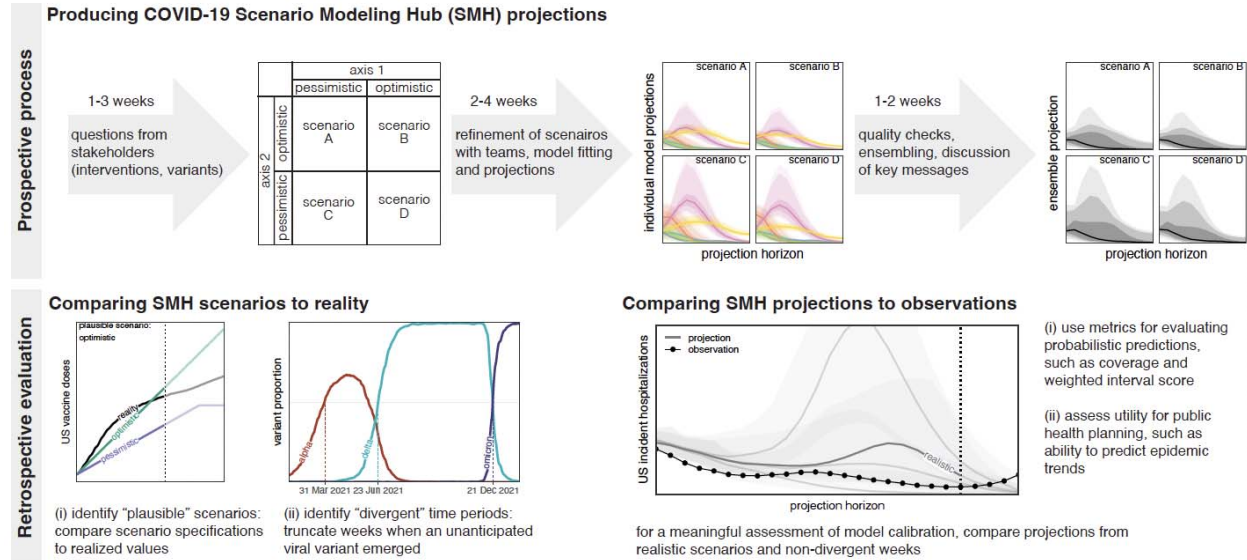 Producing COVID-19 Scenario Modeling Hub (SMH) projections
Prospective process
1-3 weeks
questions from
stakeholders
(interventions, variants)
axis 1
pessimistic
optimistic
axis 2
optimistic
pessimistic
scenario
A
scenario
B
scenario
C
scenario
D
2-4 weeks
refinement of scenairos
with teams, model fitting
and projections
individual model projections
scenario A
scenario B
scenario C
scenario D
projection horizon
1-2 weeks
quality checks,
ensembling, discussion
of key messages
ensemble projection
scenario A
scenario B
scenario C
scenario D
projection horizon
Retrospective evaluation
Comparing SMH scenarios to reality
US vaccine doses
plausible scenario:
optimistic
reality
optimistic
pessimistic
(i) identify "plausible" scenarios:
compare scenario specifications
to realized values
variant proportion
alpha
delta
omicron
31 Mar 2021
23 Jun 2021
21 Dec 2021
(ii) identify "divergent" time periods:
truncate weeks when an unanticipated
viral variant emerged
Comparing SMH projections to observations
US incident hospitalizations
projection
observation
realistic
projection horizon
for a meaningful assessment of model calibration, compare projections from
realistic scenarios and non-divergent weeks
(i) use metrics for evaluating
probabilistic predictions,
such as coverage and
weighted interval score
(ii) assess utility for public
health planning, such as
ability to predict epidemic
trends